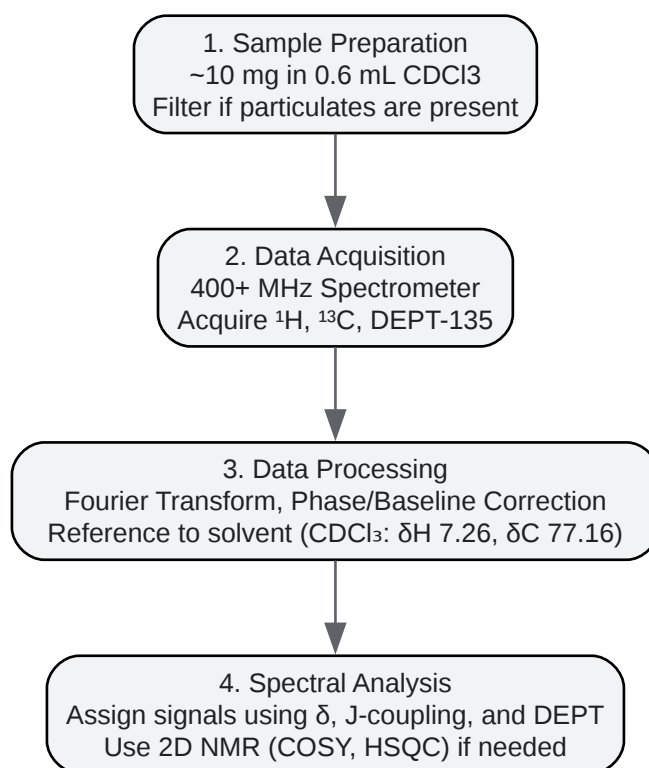 1. Sample Preparation
~10 mg in 0.6 mL CDCl3
Filter if particulates are present
2. Data Acquisition
400+ MHz Spectrometer
Acquire ¹H, ¹³C, DEPT-135
3. Data Processing
Fourier Transform, Phase/Baseline Correction
Reference to solvent (CDCl₃: δH 7.26, δC 77.16)
4. Spectral Analysis
Assign signals using δ, J-coupling, and DEPT
Use 2D NMR (COSY, HSQC) if needed